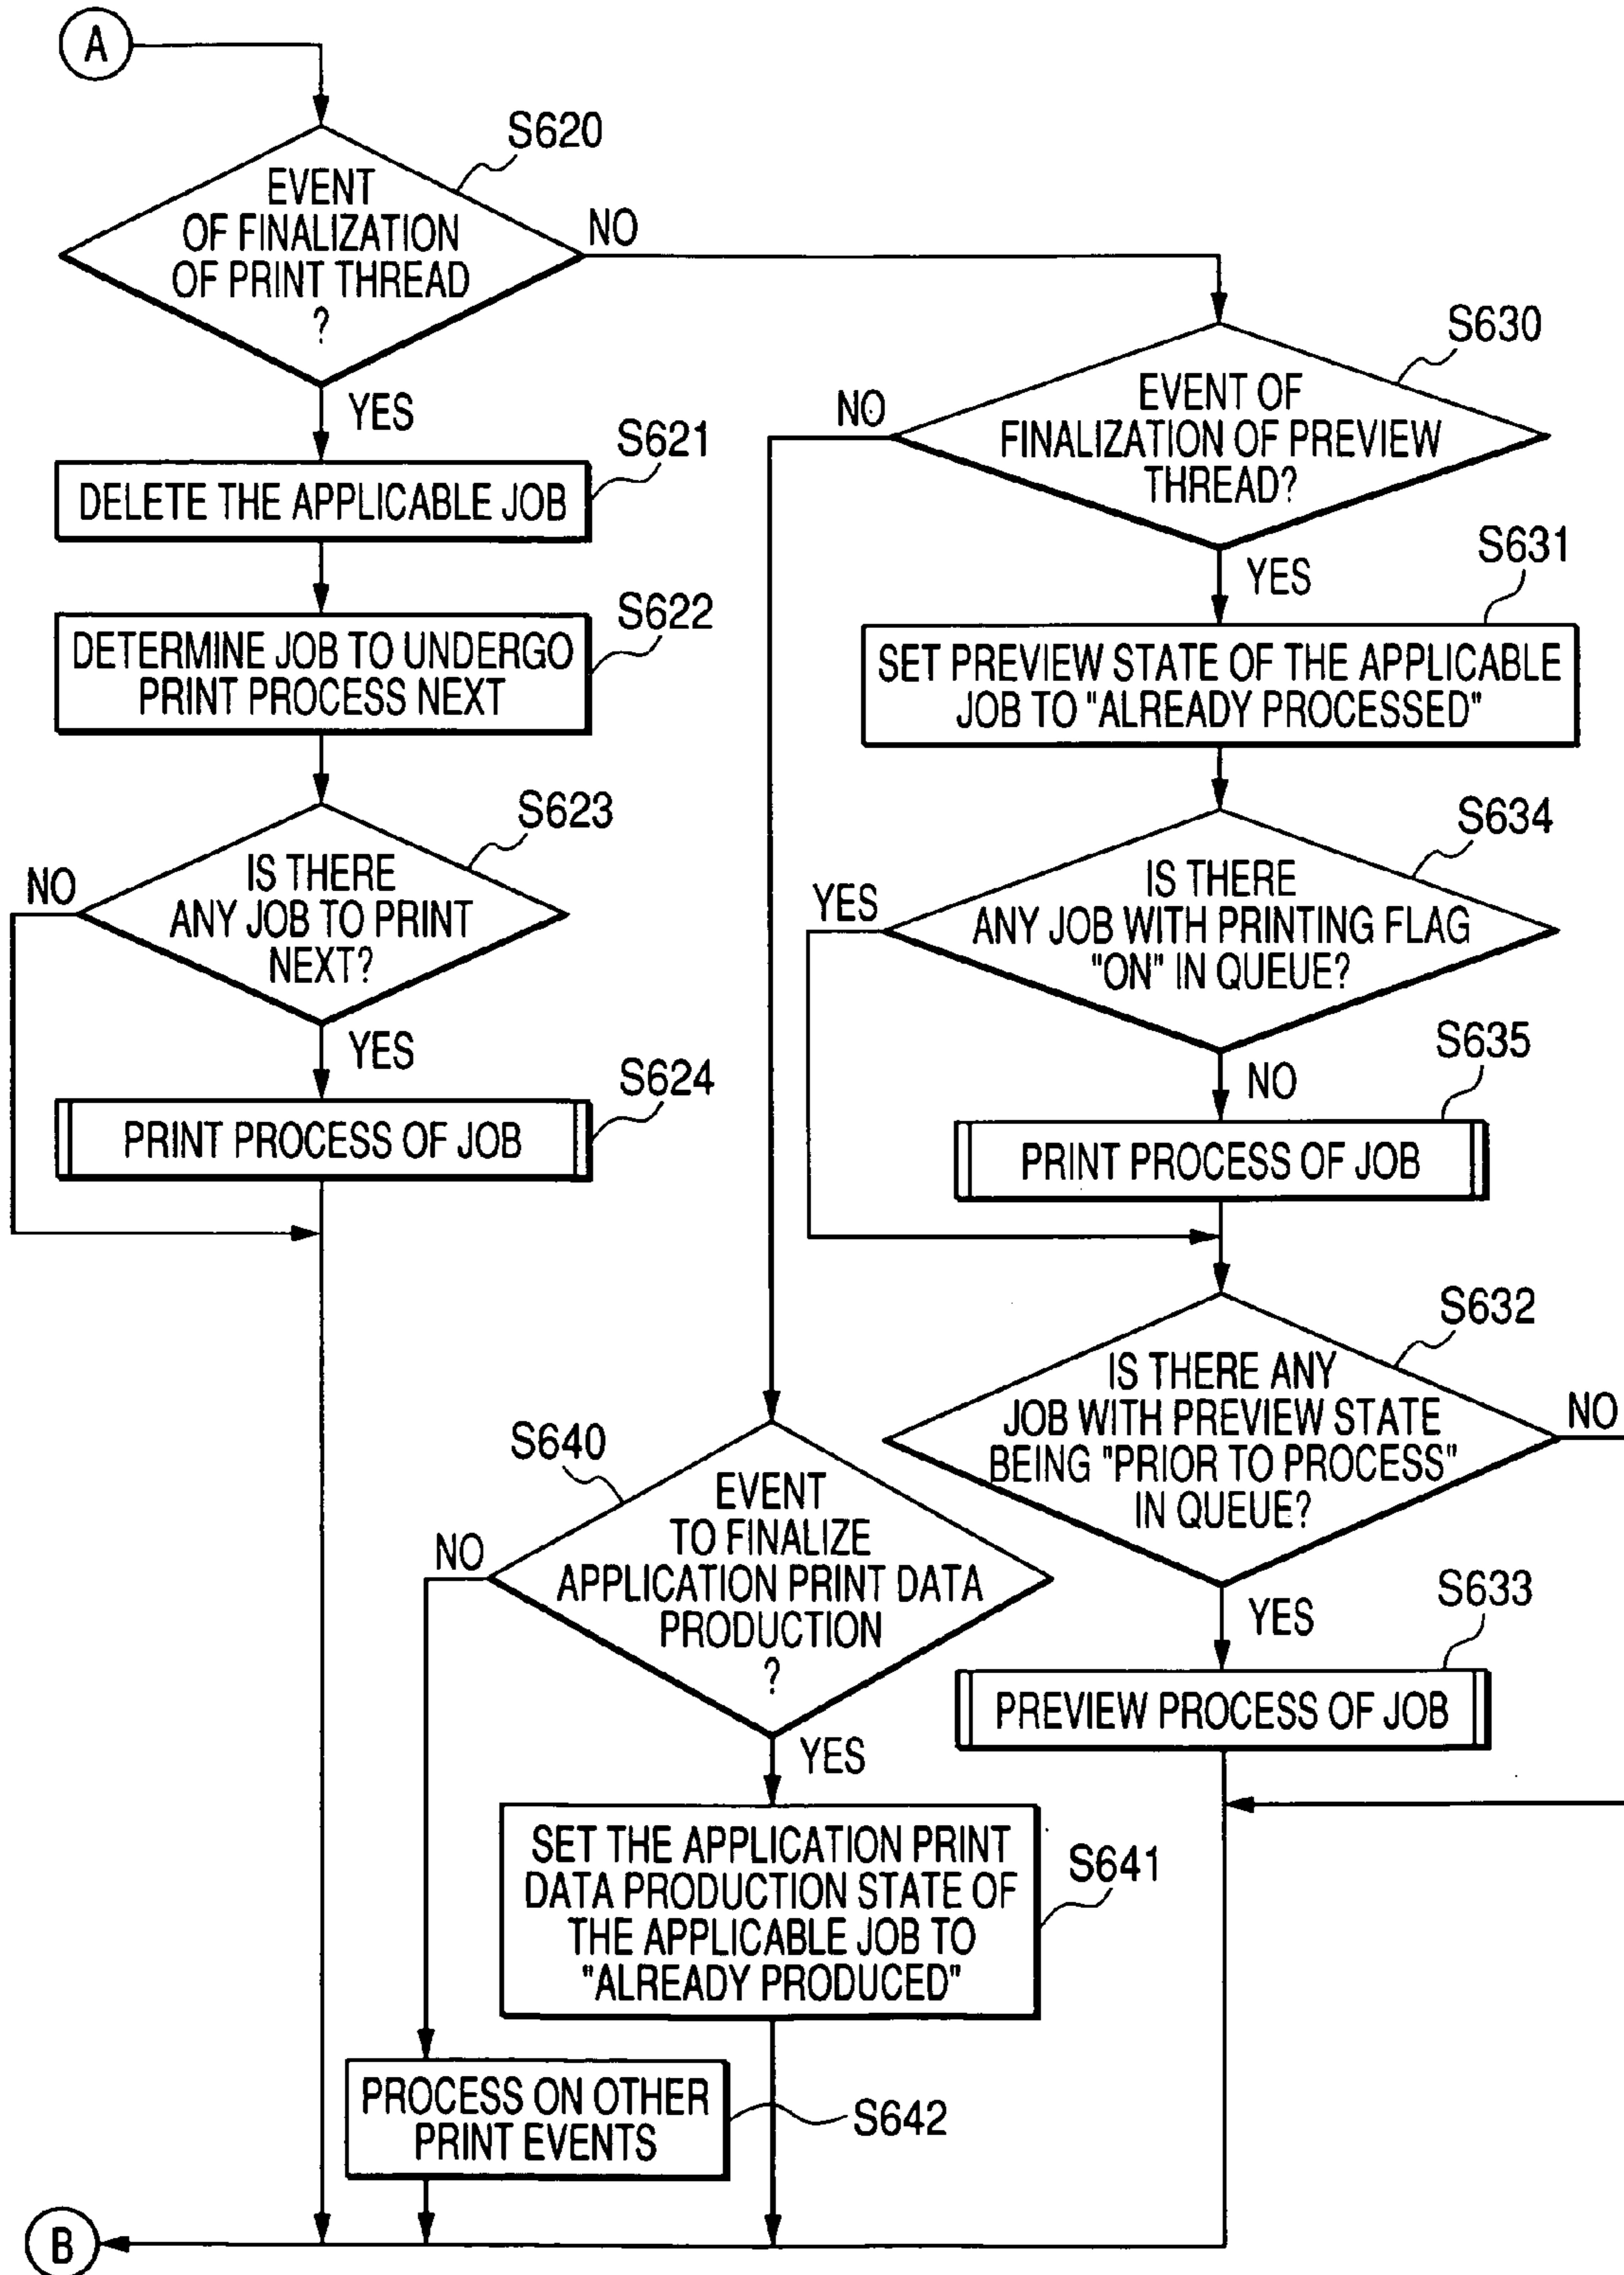 A
S620
EVENT
OF FINALIZATION
OF PRINT THREAD
?
NO
YES
S621
DELETE THE APPLICABLE JOB
S622
DETERMINE JOB TO UNDERGO
PRINT PROCESS NEXT
S623
IS THERE
ANY JOB TO PRINT
NEXT?
NO
YES
S624
PRINT PROCESS OF JOB
S630
EVENT OF
FINALIZATION OF PREVIEW
THREAD?
NO
YES
S631
SET PREVIEW STATE OF THE APPLICABLE
JOB TO "ALREADY PROCESSED"
S634
IS THERE
ANY JOB WITH PRINTING FLAG
"ON" IN QUEUE?
YES
NO
S635
PRINT PROCESS OF JOB
S632
IS THERE ANY
JOB WITH PREVIEW STATE
BEING "PRIOR TO PROCESS"
IN QUEUE?
NO
YES
S633
PREVIEW PROCESS OF JOB
S640
EVENT
TO FINALIZE
APPLICATION PRINT DATA
PRODUCTION
?
NO
YES
S641
SET THE APPLICATION PRINT
DATA PRODUCTION STATE OF
THE APPLICABLE JOB TO
"ALREADY PRODUCED"
PROCESS ON OTHER
PRINT EVENTS
S642
B